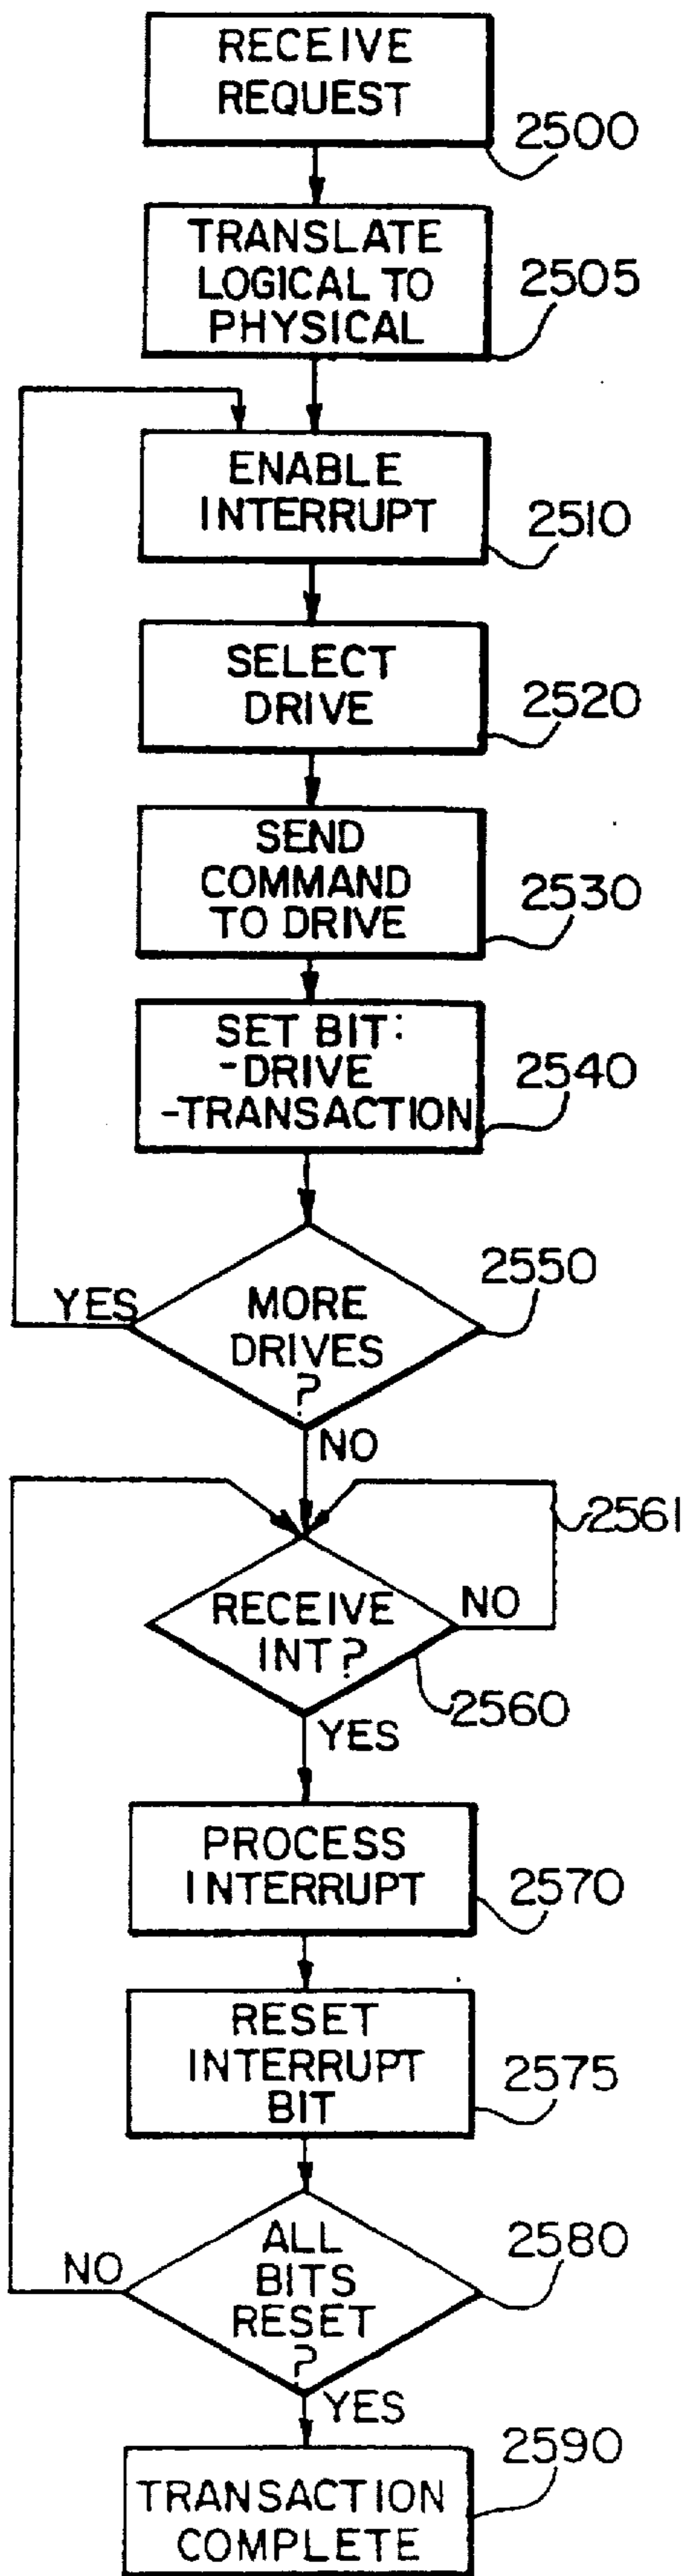 RECEIVE
REQUEST
2500
TRANSLATE
LOGICAL TO
PHYSICAL
2505
ENABLE
INTERRUPT
2510
SELECT
DRIVE
2520
SEND
COMMAND
TO DRIVE
2530
SET BIT:
-DRIVE
-TRANSACTION
2540
2550
YES
MORE
DRIVES
?
NO
2561
RECEIVE
INT?
NO
2560
YES
PROCESS
INTERRUPT
2570
RESET
INTERRUPT
BIT
2575
ALL
BITS
RESET
?
2580
NO
YES
2590
TRANSACTION
COMPLETE